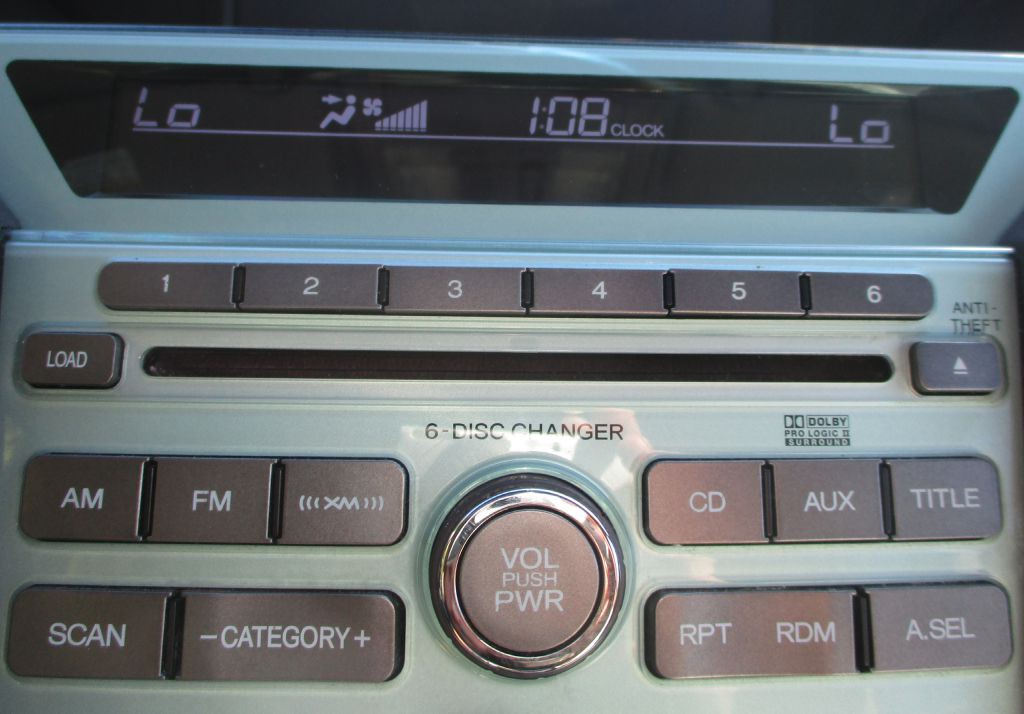 Lo 1:08 CLOCK Lo
1 2 3 4 5 6
ANTI-
THEFT
LOAD
6-DISC CHANGER
DOLBY
PRO LOGIC II
SURROUND
AM FM (((XM))) CD AUX TITLE
VOL
PUSH
PWR
SCAN -CATEGORY+ RPT RDM A.SEL